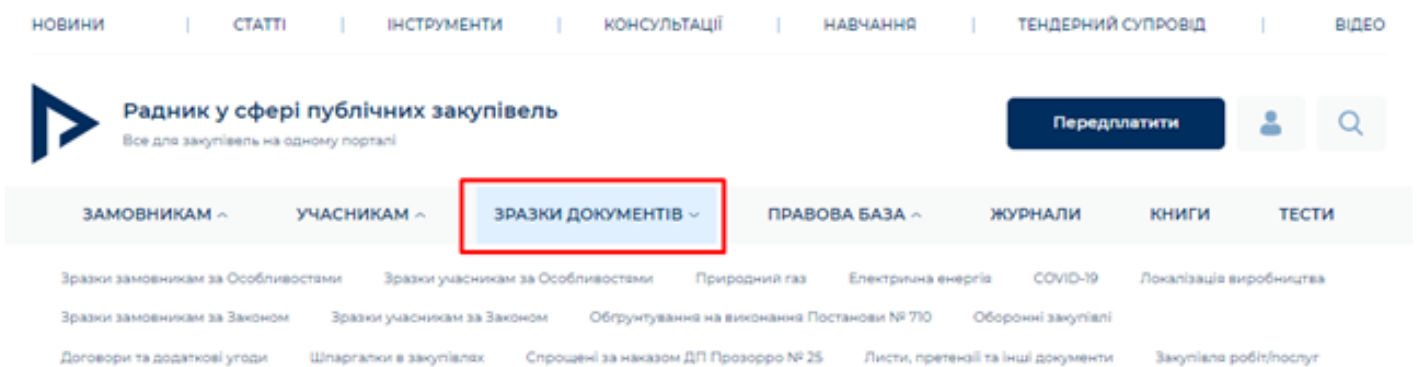 НОВИНИ | СТАТТІ | ІНСТРУМЕНТИ | КОНСУЛЬТАЦІЇ | НАВЧАННЯ | ТЕНДЕРНИЙ СУПРОВІД | ВІДЕО
Радник у сфері публічних закупівель
Все для закупівель на одному порталі
Передплатити
ЗАМОВНИКАМ УЧАСНИКАМ ЗРАЗКИ ДОКУМЕНТІВ ПРАВОВА БАЗА ЖУРНАЛИ КНИГИ ТЕСТИ
Зразки замовникам за Особливостями Зразки учасникам за Особливостями Природний газ Електрична енергія COVID-19 Локалізація виробництва
Зразки замовникам за Законом Зразки учасникам за Законом Обґрунтування на виконання Постанови № 710 Оборонні закупівлі
Договори та додаткові угоди Шпаргалки в закупівлях Спрощені за наказом ДП Прозорро № 25 Листи, претензії та інші документи Закупівля робіт/послуг